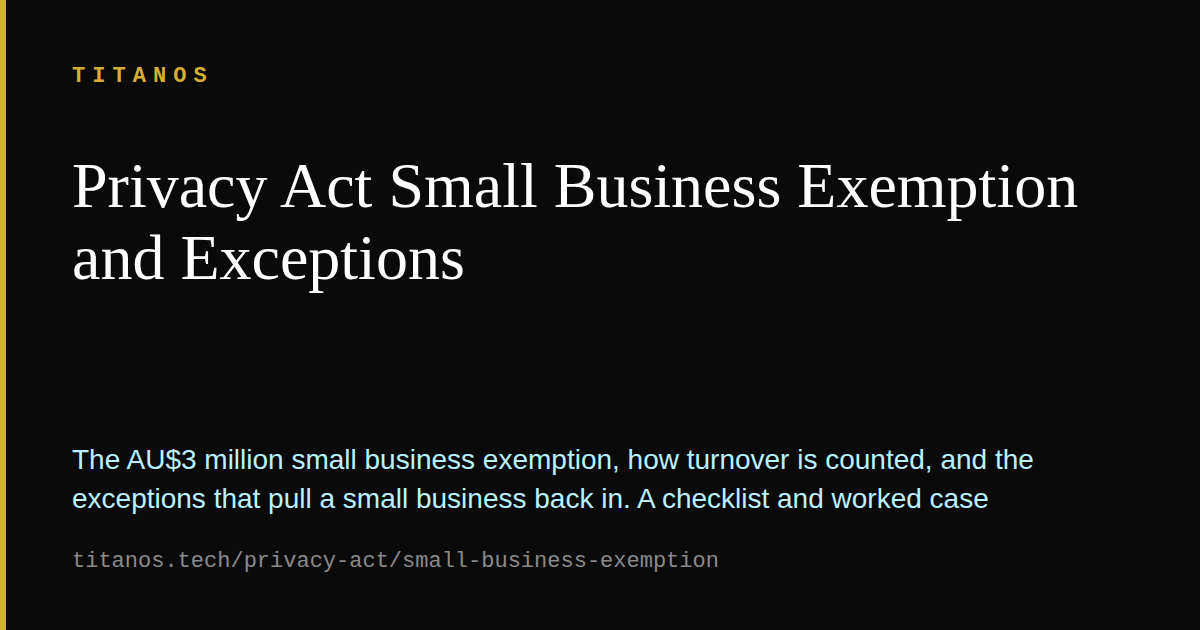 TITANOS
Privacy Act Small Business Exemption
and Exceptions
The AU$3 million small business exemption, how turnover is counted, and the
exceptions that pull a small business back in. A checklist and worked case
titanos.tech/privacy-act/small-business-exemption